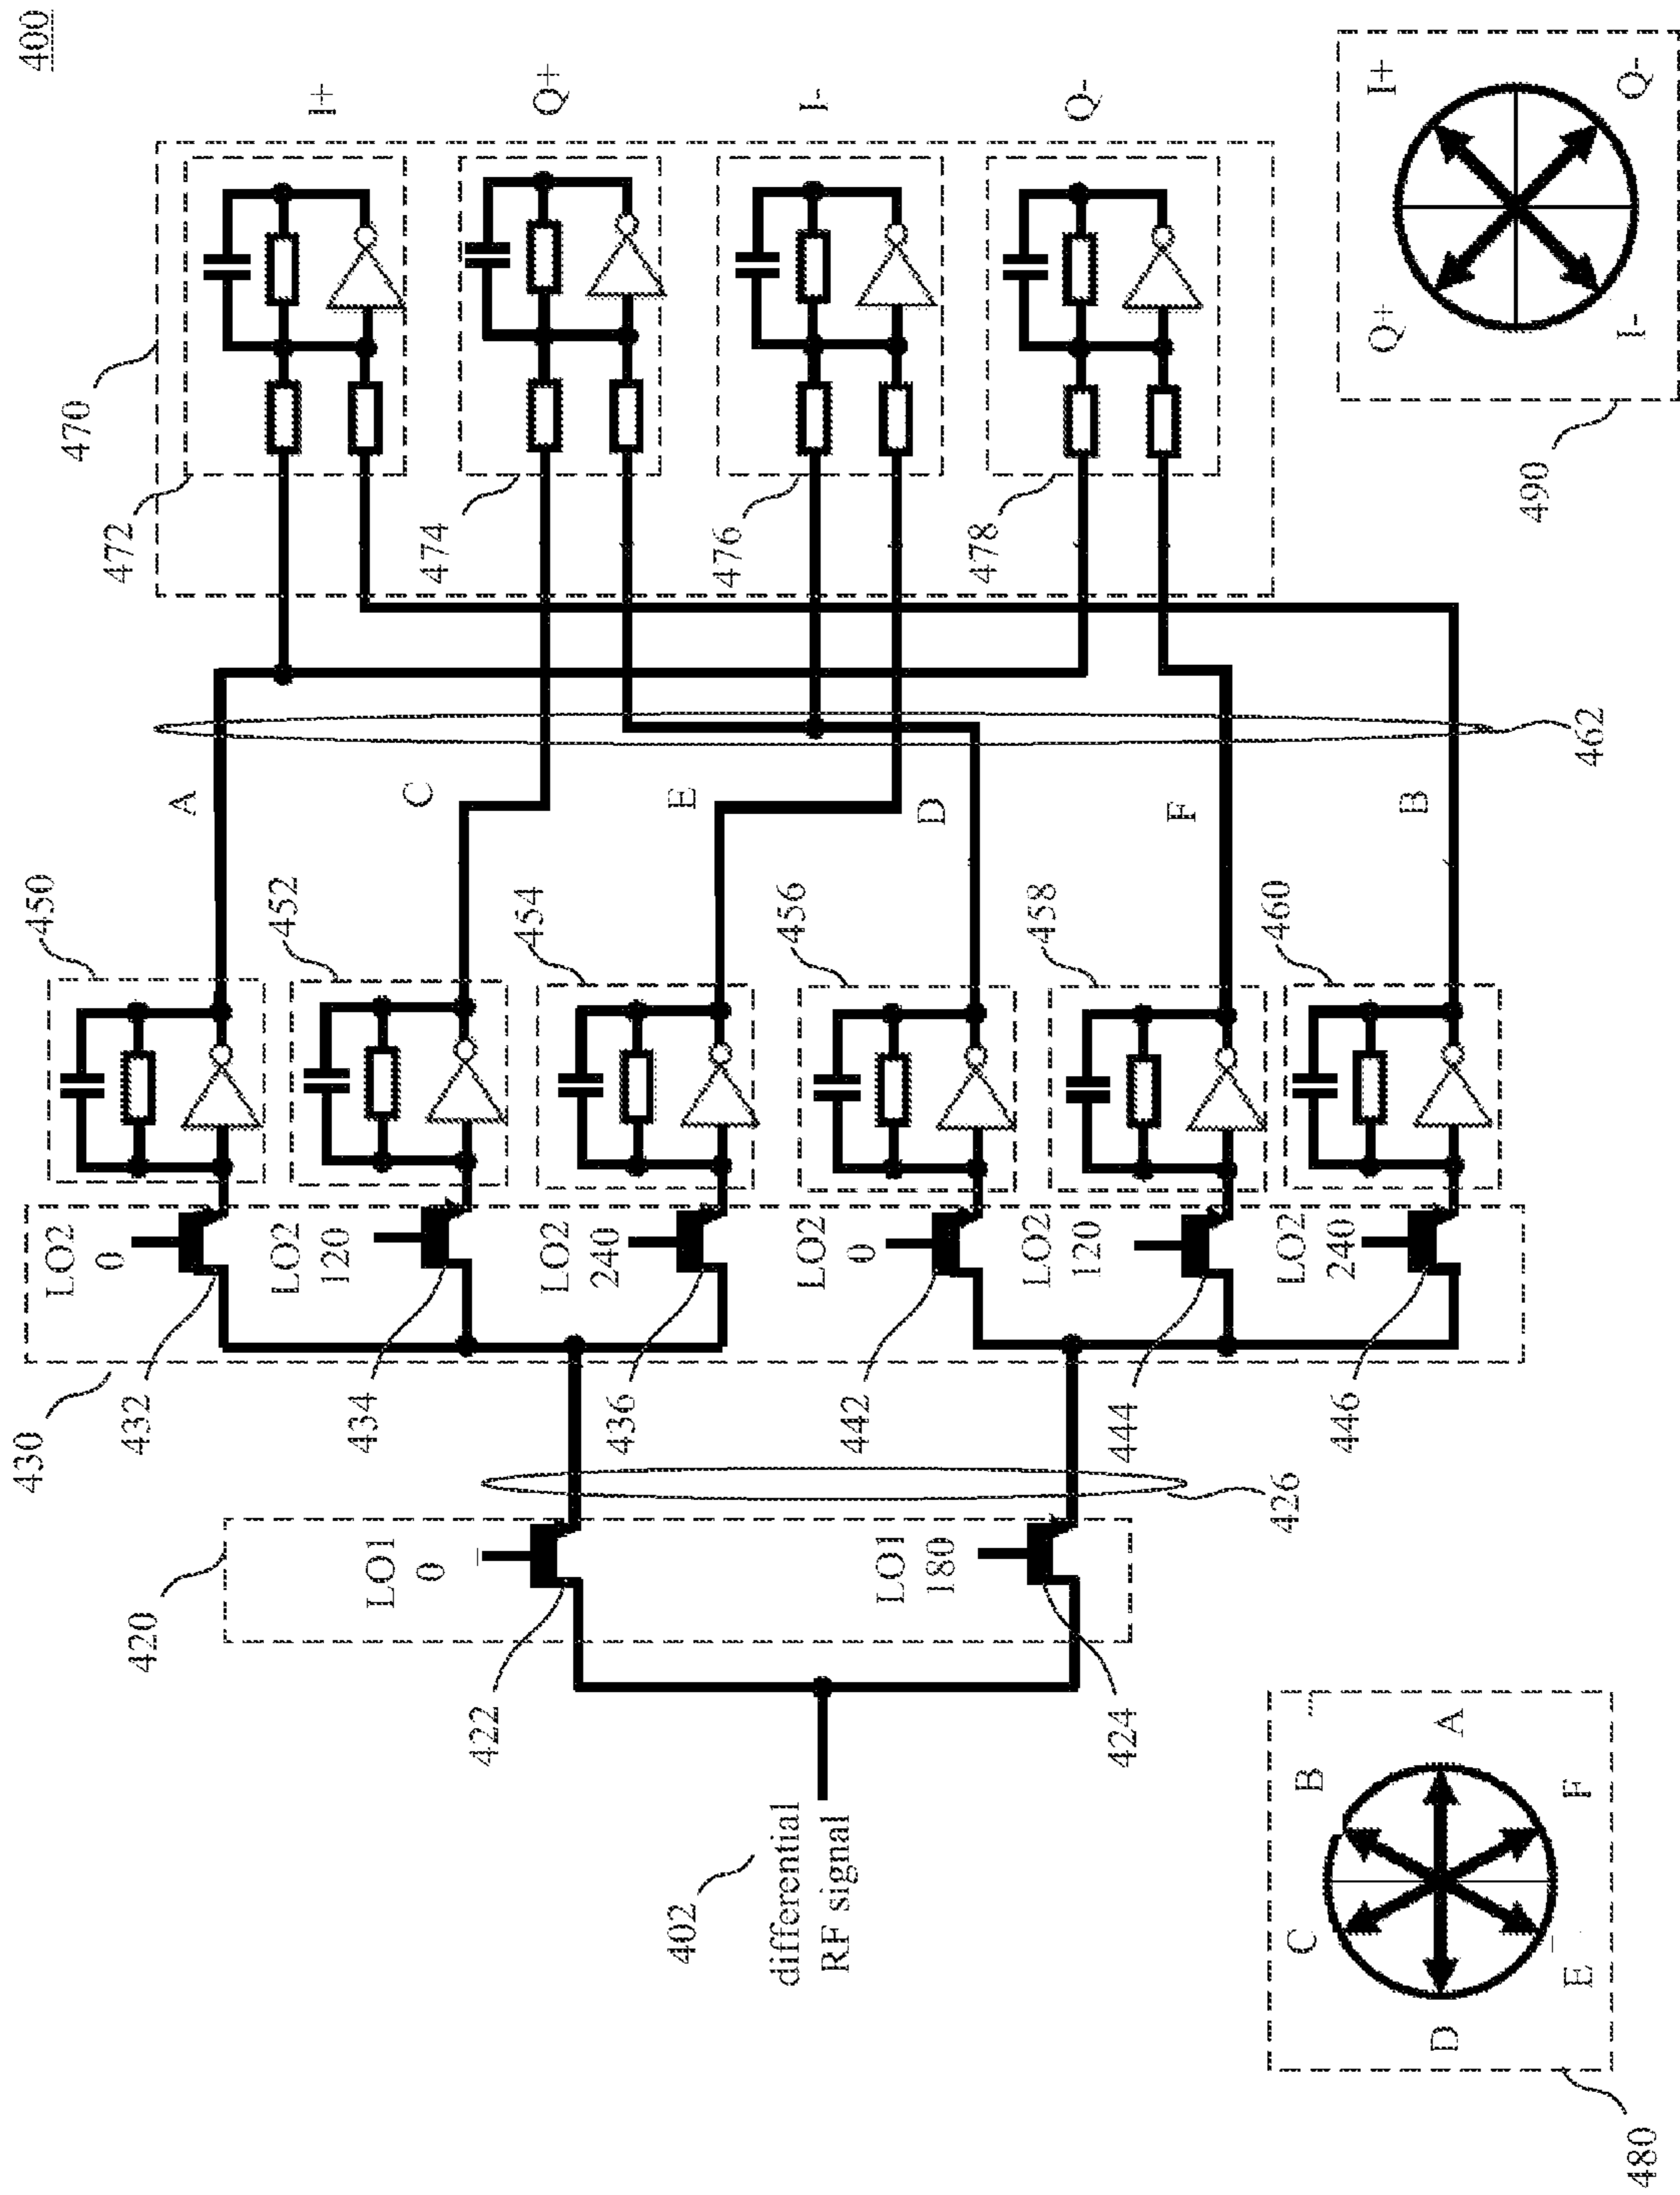 400
I+
Q+
I-
Q-
470
472
474
476
478
462
A
C
E
D
F
B
450
452
454
456
458
460
LO2
0
LO2
120
LO2
240
LO2
0
LO2
120
LO2
240
430
432
434
436
442
444
446
426
420
LO1
0
LO1
180
422
424
402
differential
RF signal
B
A
C
F
D
E
480
I+
Q+
Q-
I-
490